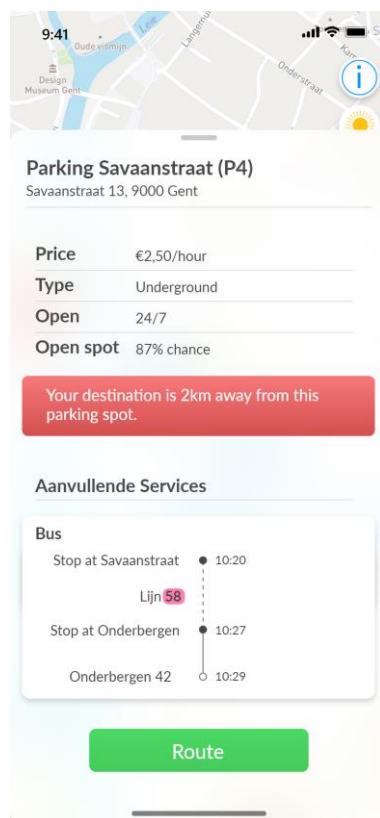 9:41
Leie
Langemun
Oude vismijn
Onderstraat
Design
Museum Gent
i
Parking Savaanstraat (P4)
Savaanstraat 13, 9000 Gent
Price €2,50/hour
Type Underground
Open 24/7
Open spot 87% chance
Your destination is 2km away from this
parking spot.
Aanvullende Services
Bus
Stop at Savaanstraat 10:20
Lijn 58
Stop at Onderbergen 10:27
Onderbergen 42 10:29
Route